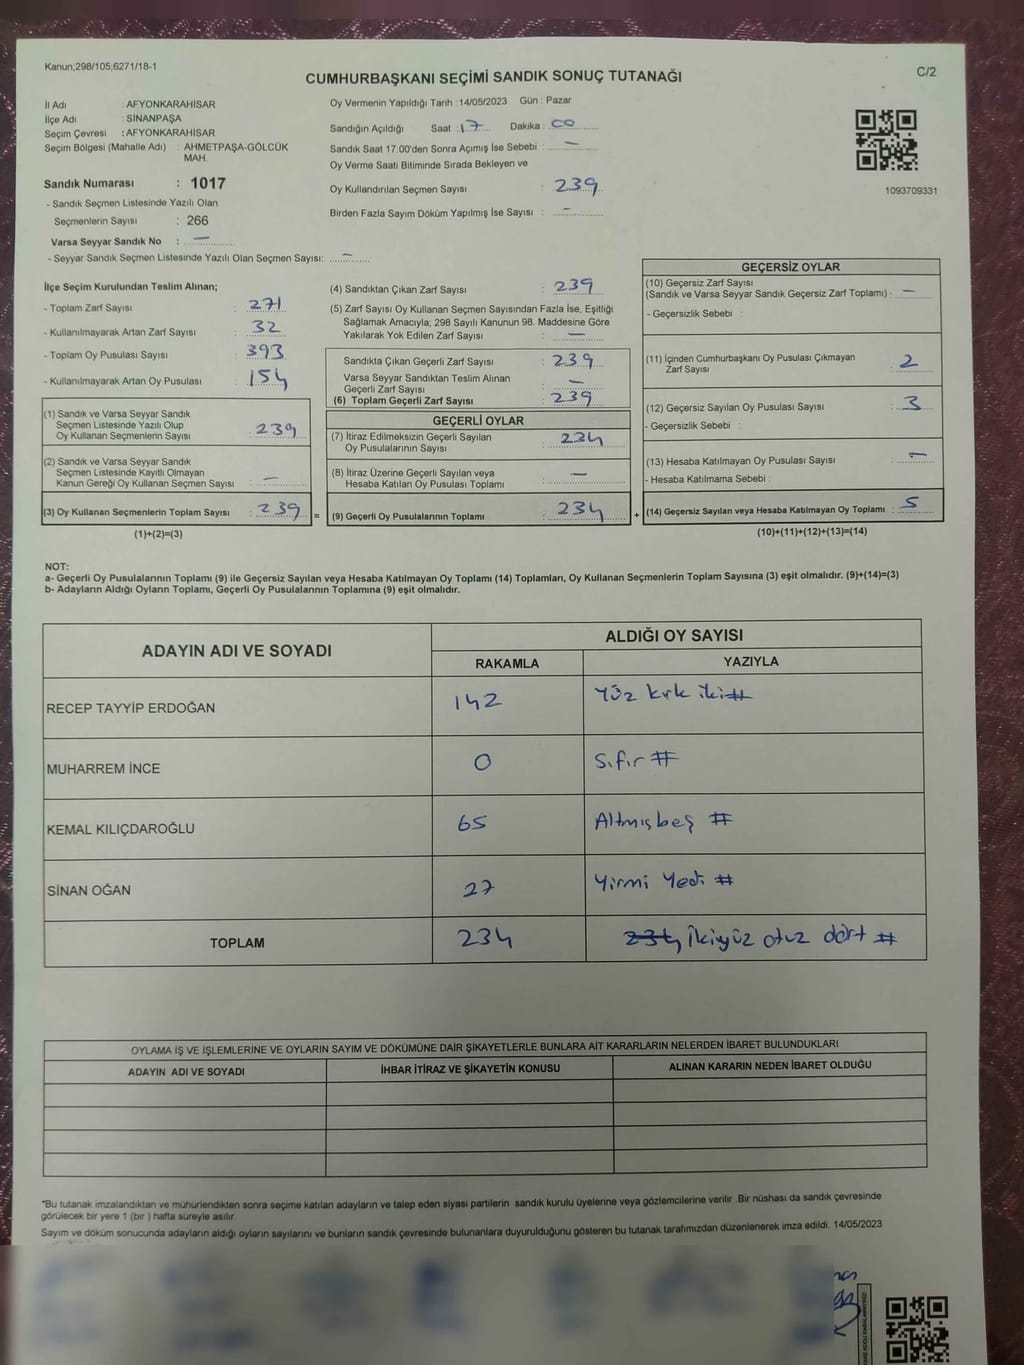 Kanun;298/105;6271/18-1
CUMHURBAŞKANI SEÇİMİ SANDIK SONUÇ TUTANAĞI
C/2
İl Adı : AFYONKARAHİSAR
İlçe Adı : SİNANPAŞA
Seçim Çevresi : AFYONKARAHİSAR
Seçim Bölgesi (Mahalle Adı) : AHMETPAŞA-GÖLCÜK
MAH.
Sandık Numarası : 1017
- Sandık Seçmen Listesinde Yazılı Olan
Seçmenlerin Sayısı : 266
Varsa Seyyar Sandık No : —
- Seyyar Sandık Seçmen Listesinde Yazılı Olan Seçmen Sayısı: —
Oy Vermenin Yapıldığı Tarih : 14/05/2023 Gün : Pazar
Sandığın Açıldığı Saat : 17 Dakika : 00
Sandık Saat 17:00'den Sonra Açımış İse Sebebi : —
Oy Verme Saati Bitiminde Sırada Bekleyen ve
Oy Kullandırılan Seçmen Sayısı : 239
Birden Fazla Sayım Döküm Yapılmış İse Sayısı : —
1093709331
İlçe Seçim Kurulundan Teslim Alınan;
- Toplam Zarf Sayısı : 271
- Kullanılmayarak Artan Zarf Sayısı : 32
- Toplam Oy Pusulası Sayısı : 393
- Kullanılmayarak Artan Oy Pusulası : 154
(1) Sandık ve Varsa Seyyar Sandık
Seçmen Listesinde Yazılı Olup
Oy Kullanan Seçmenlerin Sayısı : 239
(2) Sandık ve Varsa Seyyar Sandık
Seçmen Listesinde Kayıtlı Olmayan
Kanun Gereği Oy Kullanan Seçmen Sayısı : —
(3) Oy Kullanan Seçmenlerin Toplam Sayısı : 239 =
(1)+(2)=(3)
(4) Sandıktan Çıkan Zarf Sayısı : 239
(5) Zarf Sayısı Oy Kullanan Seçmen Sayısından Fazla İse, Eşitliği
Sağlamak Amacıyla; 298 Sayılı Kanunun 98. Maddesine Göre
Yakılarak Yok Edilen Zarf Sayısı : —
Sandıkta Çıkan Geçerli Zarf Sayısı : 239
Varsa Seyyar Sandıktan Teslim Alınan
Geçerli Zarf Sayısı : —
(6) Toplam Geçerli Zarf Sayısı : 239
GEÇERLİ OYLAR
(7) İtiraz Edilmeksizin Geçerli Sayılan
Oy Pusulalarının Sayısı : 234
(8) İtiraz Üzerine Geçerli Sayılan veya
Hesaba Katılan Oy Pusulası Toplamı : —
(9) Geçerli Oy Pusulalarının Toplamı : 234 +
GEÇERSİZ OYLAR
(10) Geçersiz Zarf Sayısı
(Sandık ve Varsa Seyyar Sandık Geçersiz Zarf Toplamı) : —
- Geçersizlik Sebebi :
(11) İçinden Cumhurbaşkanı Oy Pusulası Çıkmayan
Zarf Sayısı : 2
(12) Geçersiz Sayılan Oy Pusulası Sayısı : 3
- Geçersizlik Sebebi :
(13) Hesaba Katılmayan Oy Pusulası Sayısı : —
- Hesaba Katılmama Sebebi :
(14) Geçersiz Sayılan veya Hesaba Katılmayan Oy Toplamı : 5
(10)+(11)+(12)+(13)=(14)
NOT:
a- Geçerli Oy Pusulalarının Toplamı (9) ile Geçersiz Sayılan veya Hesaba Katılmayan Oy Toplamı (14) Toplamları, Oy Kullanan Seçmenlerin Toplam Sayısına (3) eşit olmalıdır. (9)+(14)=(3)
b- Adayların Aldığı Oyların Toplamı, Geçerli Oy Pusulalarının Toplamına (9) eşit olmalıdır.
ADAYIN ADI VE SOYADI ALDIĞI OY SAYISI
RAKAMLA YAZIYLA
RECEP TAYYİP ERDOĞAN 142 Yüz kırk iki #
MUHARREM İNCE 0 Sıfır #
KEMAL KILIÇDAROĞLU 65 Altmışbeş #
SİNAN OĞAN 27 Yirmi Yedi #
TOPLAM 234 234 İkiyüz otuz dört #
OYLAMA İŞ VE İŞLEMLERİNE VE OYLARIN SAYIM VE DÖKÜMÜNE DAİR ŞİKAYETLERLE BUNLARA AİT KARARLARIN NELERDEN İBARET BULUNDUKLARI
ADAYIN ADI VE SOYADI İHBAR İTİRAZ VE ŞİKAYETİN KONUSU ALINAN KARARIN NEDEN İBARET OLDUĞU
*Bu tutanak imzalandıktan ve mühürlendikten sonra seçime katılan adayların ve talep eden siyasi partilerin sandık kurulu üyelerine veya gözlemcilerine verilir. Bir nüshası da sandık çevresinde
görülecek bir yere 1 (bir ) hafta süreyle asılır.
Sayım ve döküm sonucunda adayların aldığı oyların sayılarını ve bunların sandık çevresinde bulunanlara duyurulduğunu gösteren bu tutanak tarafımızdan düzenlenerek imza edildi. 14/05/2023